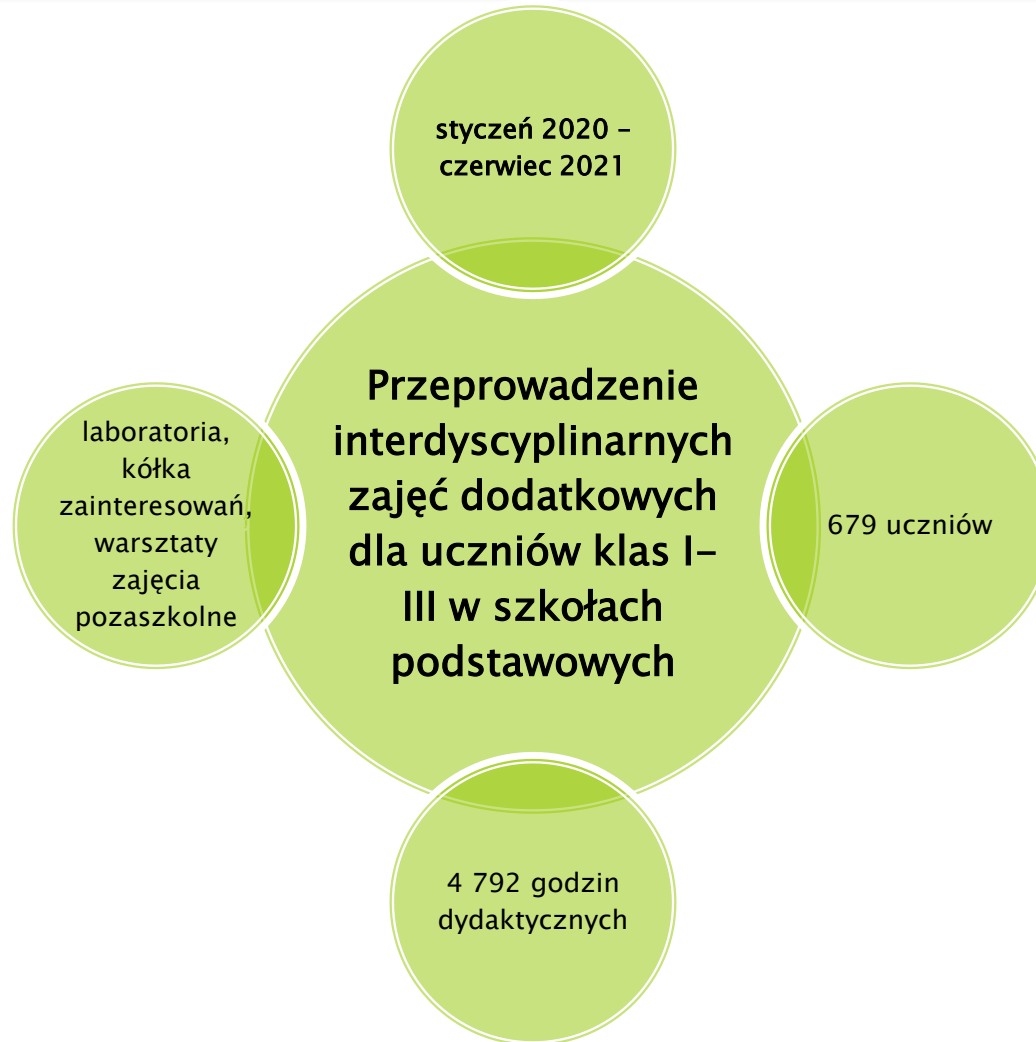 styczeń 2020 –
czerwiec 2021
Przeprowadzenie
interdyscyplinarnych
zajęć dodatkowych
dla uczniów klas I–
III w szkołach
podstawowych
laboratoria,
kółka
zainteresowań,
warsztaty
zajęcia
pozaszkolne
679 uczniów
4 792 godzin
dydaktycznych